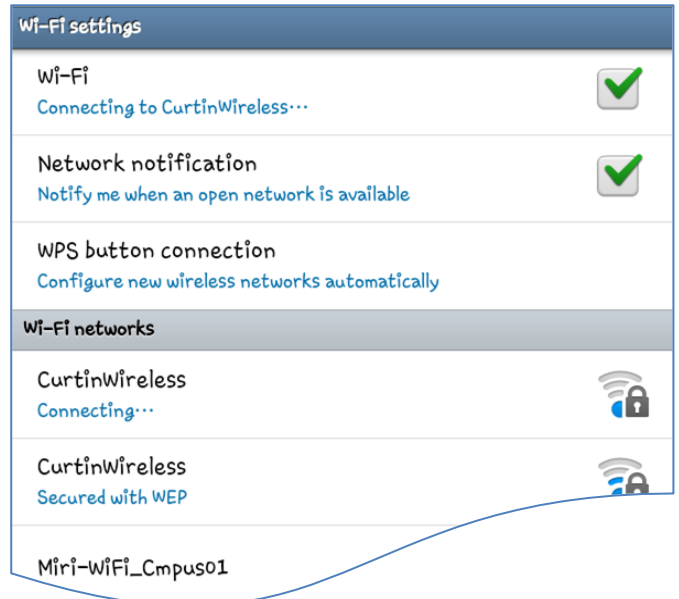 Wi-Fi settings
Wi-Fi
Connecting to CurtinWireless...
Network notification
Notify me when an open network is available
WPS button connection
Configure new wireless networks automatically
Wi-Fi networks
CurtinWireless
Connecting...
CurtinWireless
Secured with WEP
Miri-WiFi_Cmpus01